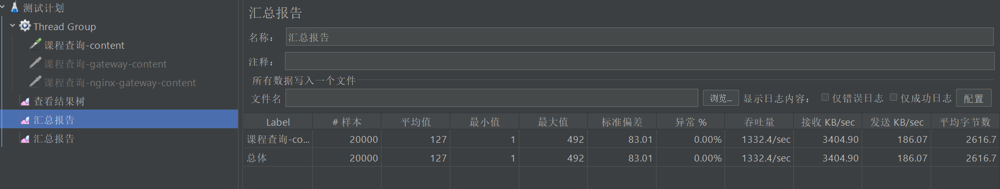 测试计划
Thread Group
课程查询-content
课程查询-gateway-content
课程查询-nginx-gateway-content
查看结果树
汇总报告
汇总报告
汇总报告
名称： 汇总报告
注释：
所有数据写入一个文件
文件名 浏览... 显示日志内容： 仅错误日志 仅成功日志 配置
Label # 样本 平均值 最小值 最大值 标准偏差 异常 % 吞吐量 接收 KB/sec 发送 KB/sec 平均字节数
课程查询-co... 20000 127 1 492 83.01 0.00% 1332.4/sec 3404.90 186.07 2616.7
总体 20000 127 1 492 83.01 0.00% 1332.4/sec 3404.90 186.07 2616.7